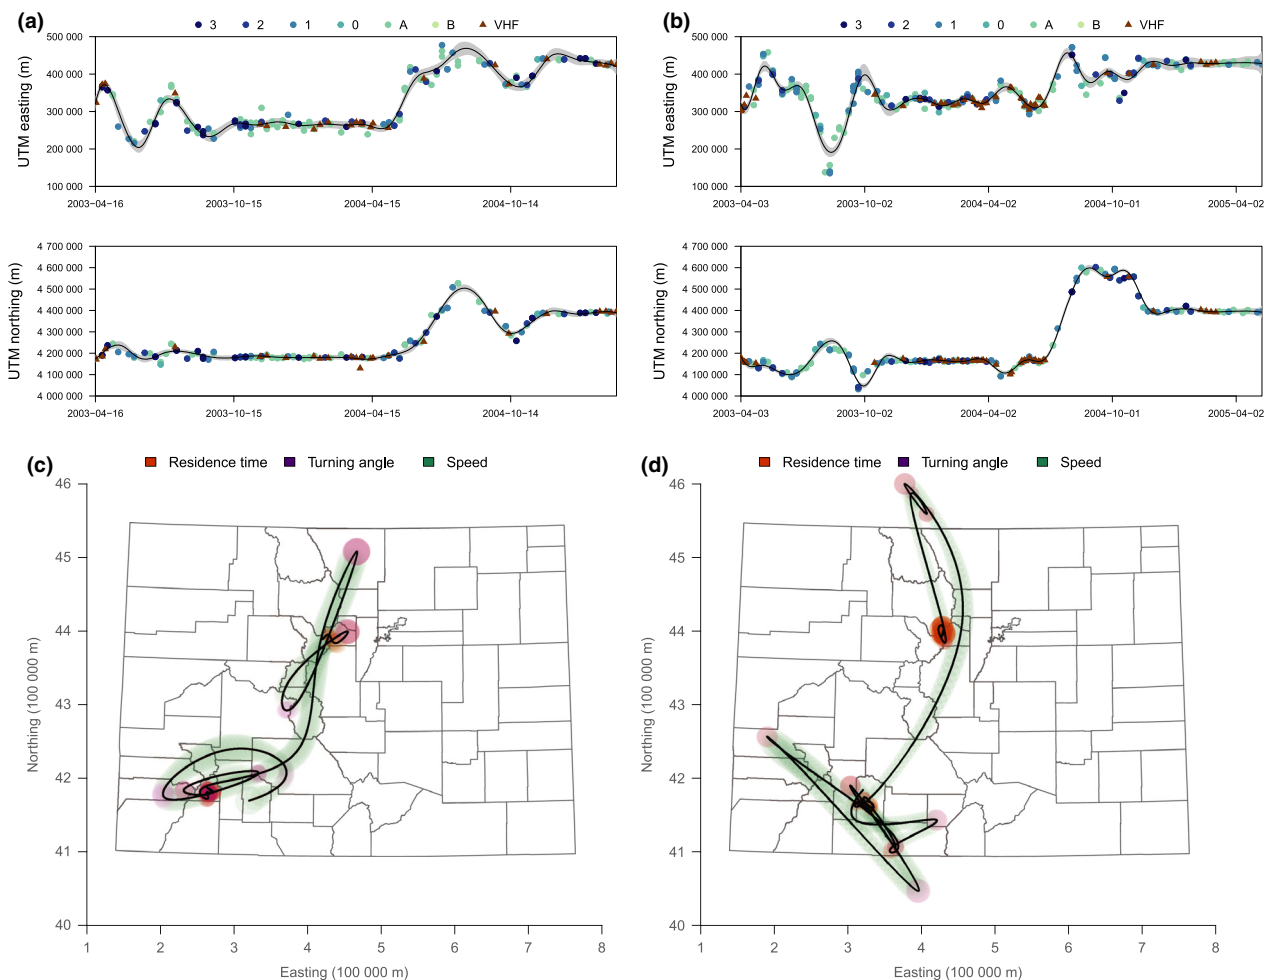 (a)
3 2 1 0 A B VHF
UTM easting (m)
500 000
400 000
300 000
200 000
100 000
2003−04−16 2003−10−15 2004−04−15 2004−10−14
UTM northing (m)
4 700 000
4 600 000
4 500 000
4 400 000
4 300 000
4 200 000
4 100 000
4 000 000
2003−04−16 2003−10−15 2004−04−15 2004−10−14
(b)
3 2 1 0 A B VHF
UTM easting (m)
500 000
400 000
300 000
200 000
100 000
2003−04−03 2003−10−02 2004−04−02 2004−10−01 2005−04−02
UTM northing (m)
4 700 000
4 600 000
4 500 000
4 400 000
4 300 000
4 200 000
4 100 000
4 000 000
2003−04−03 2003−10−02 2004−04−02 2004−10−01 2005−04−02
(c)
Residence time Turning angle Speed
Northing (100 000 m)
46
45
44
43
42
41
40
1 2 3 4 5 6 7 8
Easting (100 000 m)
(d)
Residence time Turning angle Speed
Northing (100 000 m)
46
45
44
43
42
41
40
1 2 3 4 5 6 7 8
Easting (100 000 m)